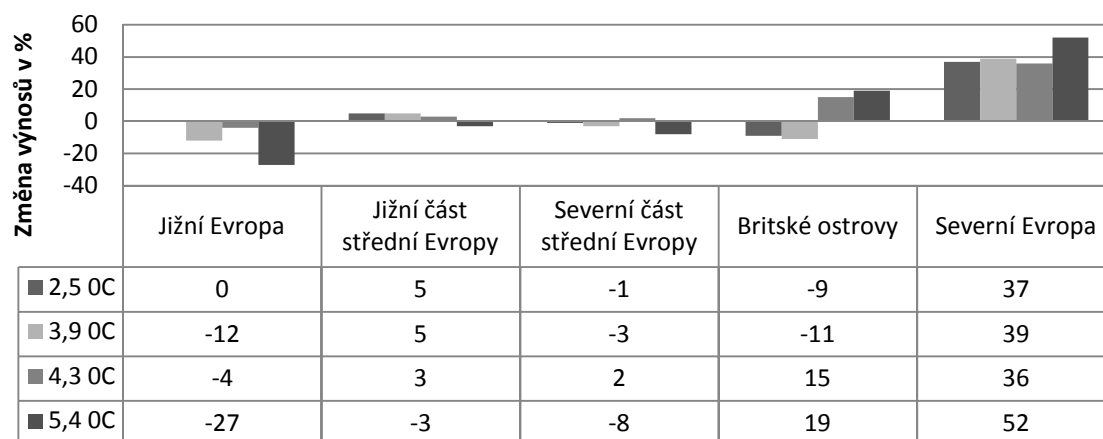 Změna výnosů v %
60
40
20
0
-20
-40
Jižní Evropa
Jižní část
střední Evropy
Severní část
střední Evropy
Britské ostrovy
Severní Evropa
2,5 0C 0 5 -1 -9 37
3,9 0C -12 5 -3 -11 39
4,3 0C -4 3 2 15 36
5,4 0C -27 -3 -8 19 52